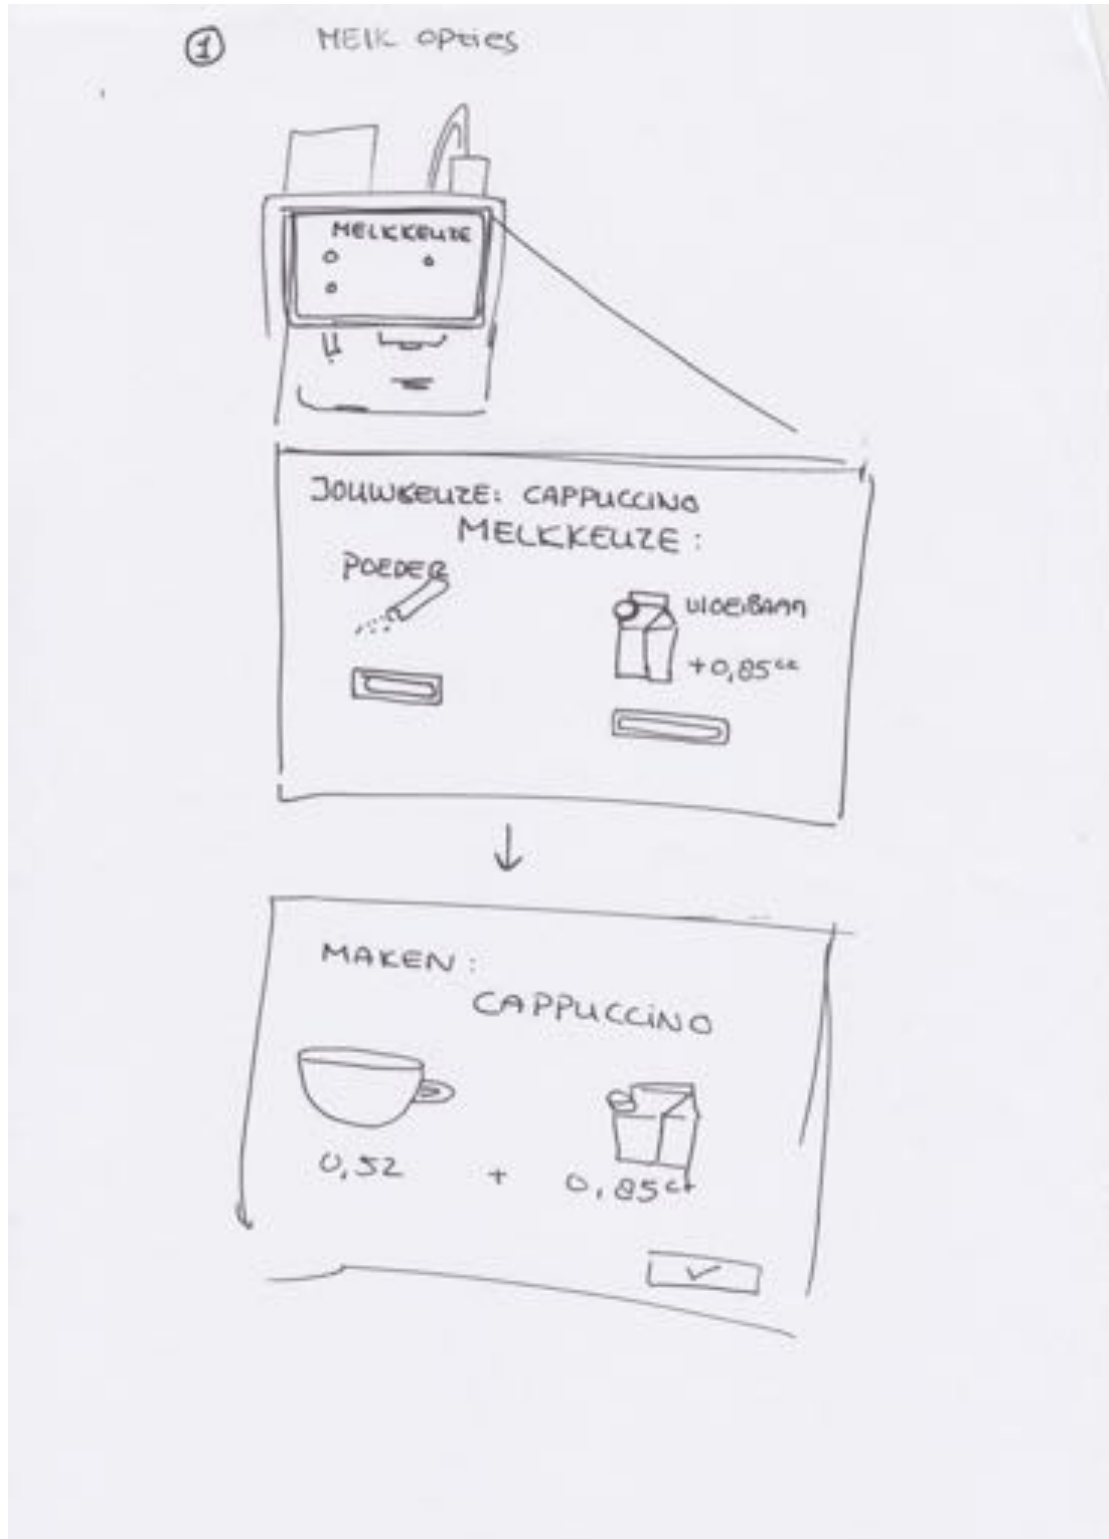 ① Melk opties
MELKKEUZE
JOUWKEUZE: CAPPUCCINO
MELKKEUZE:
POEDER
vloeibaar
+0,85ct
MAKEN:
CAPPUCCINO
0,52 + 0,85ct